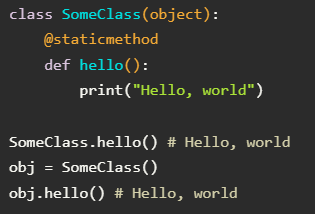 class SomeClass(object):
    @staticmethod
    def hello():
        print("Hello, world")

SomeClass.hello() # Hello, world
obj = SomeClass()
obj.hello() # Hello, world